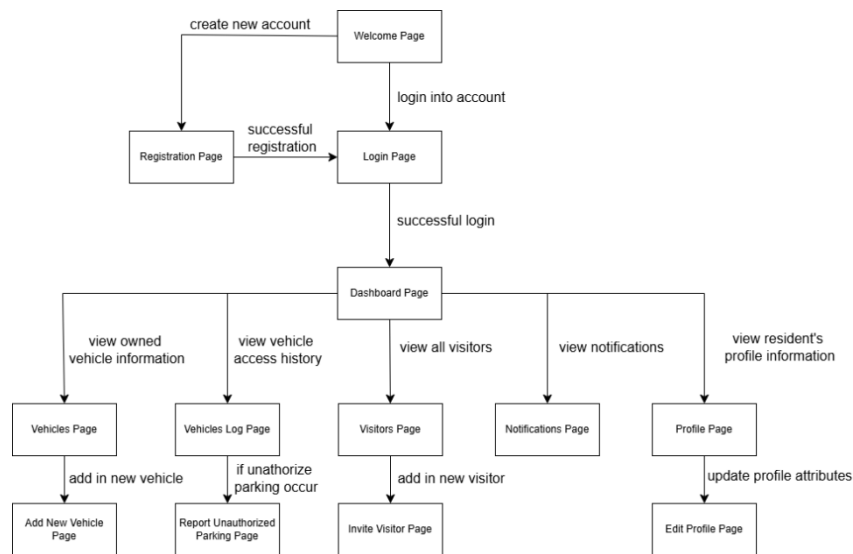 create new account
Welcome Page
login into account
successful
registration
Registration Page
Login Page
successful login
Dashboard Page
view owned
vehicle information
view vehicle
access history
view all visitors
view notifications
view resident's
profile information
Vehicles Page
Vehicles Log Page
Visitors Page
Notifications Page
Profile Page
add in new vehicle
if unathorize
parking occur
add in new visitor
update profile attributes
Add New Vehicle
Page
Report Unauthorized
Parking Page
Invite Visitor Page
Edit Profile Page